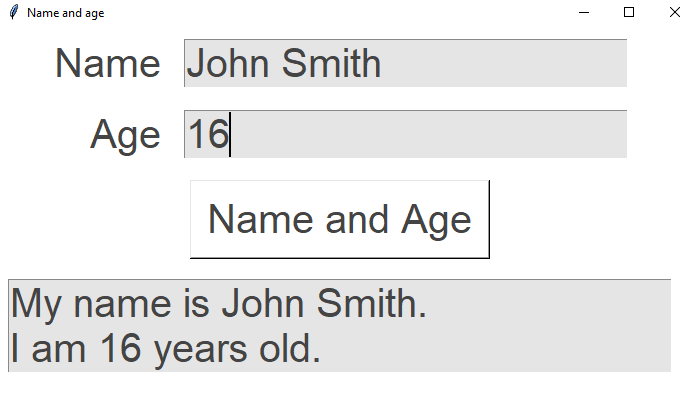 Name and age
Name John Smith
Age 16
Name and Age
My name is John Smith.
I am 16 years old.